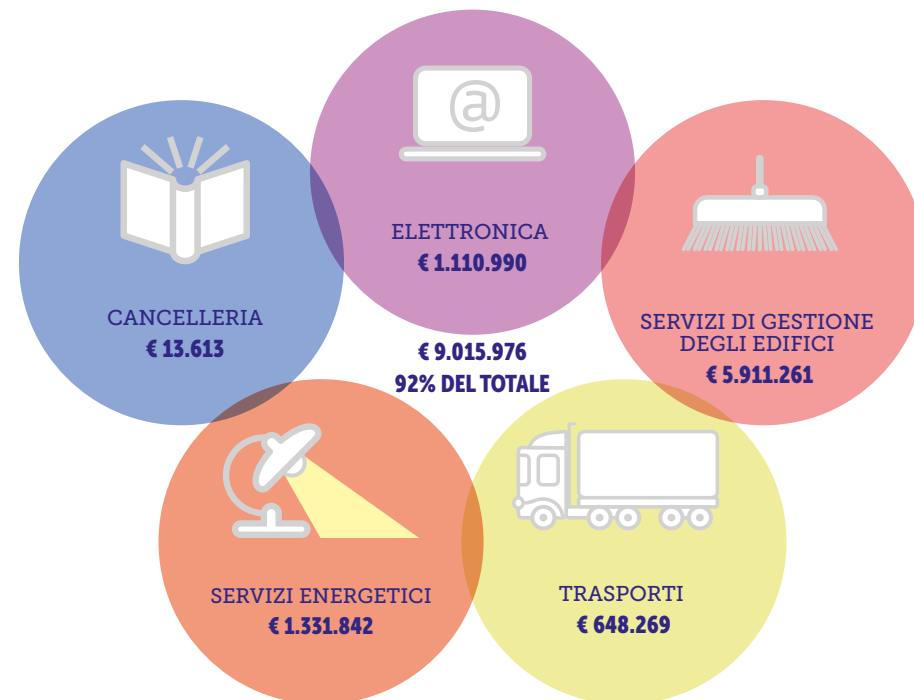 @
ELETTRONICA
€ 1.110.990
CANCELLERIA
€ 13.613
SERVIZI DI GESTIONE
DEGLI EDIFICI
€ 5.911.261
€ 9.015.976
92% DEL TOTALE
SERVIZI ENERGETICI
€ 1.331.842
TRASPORTI
€ 648.269